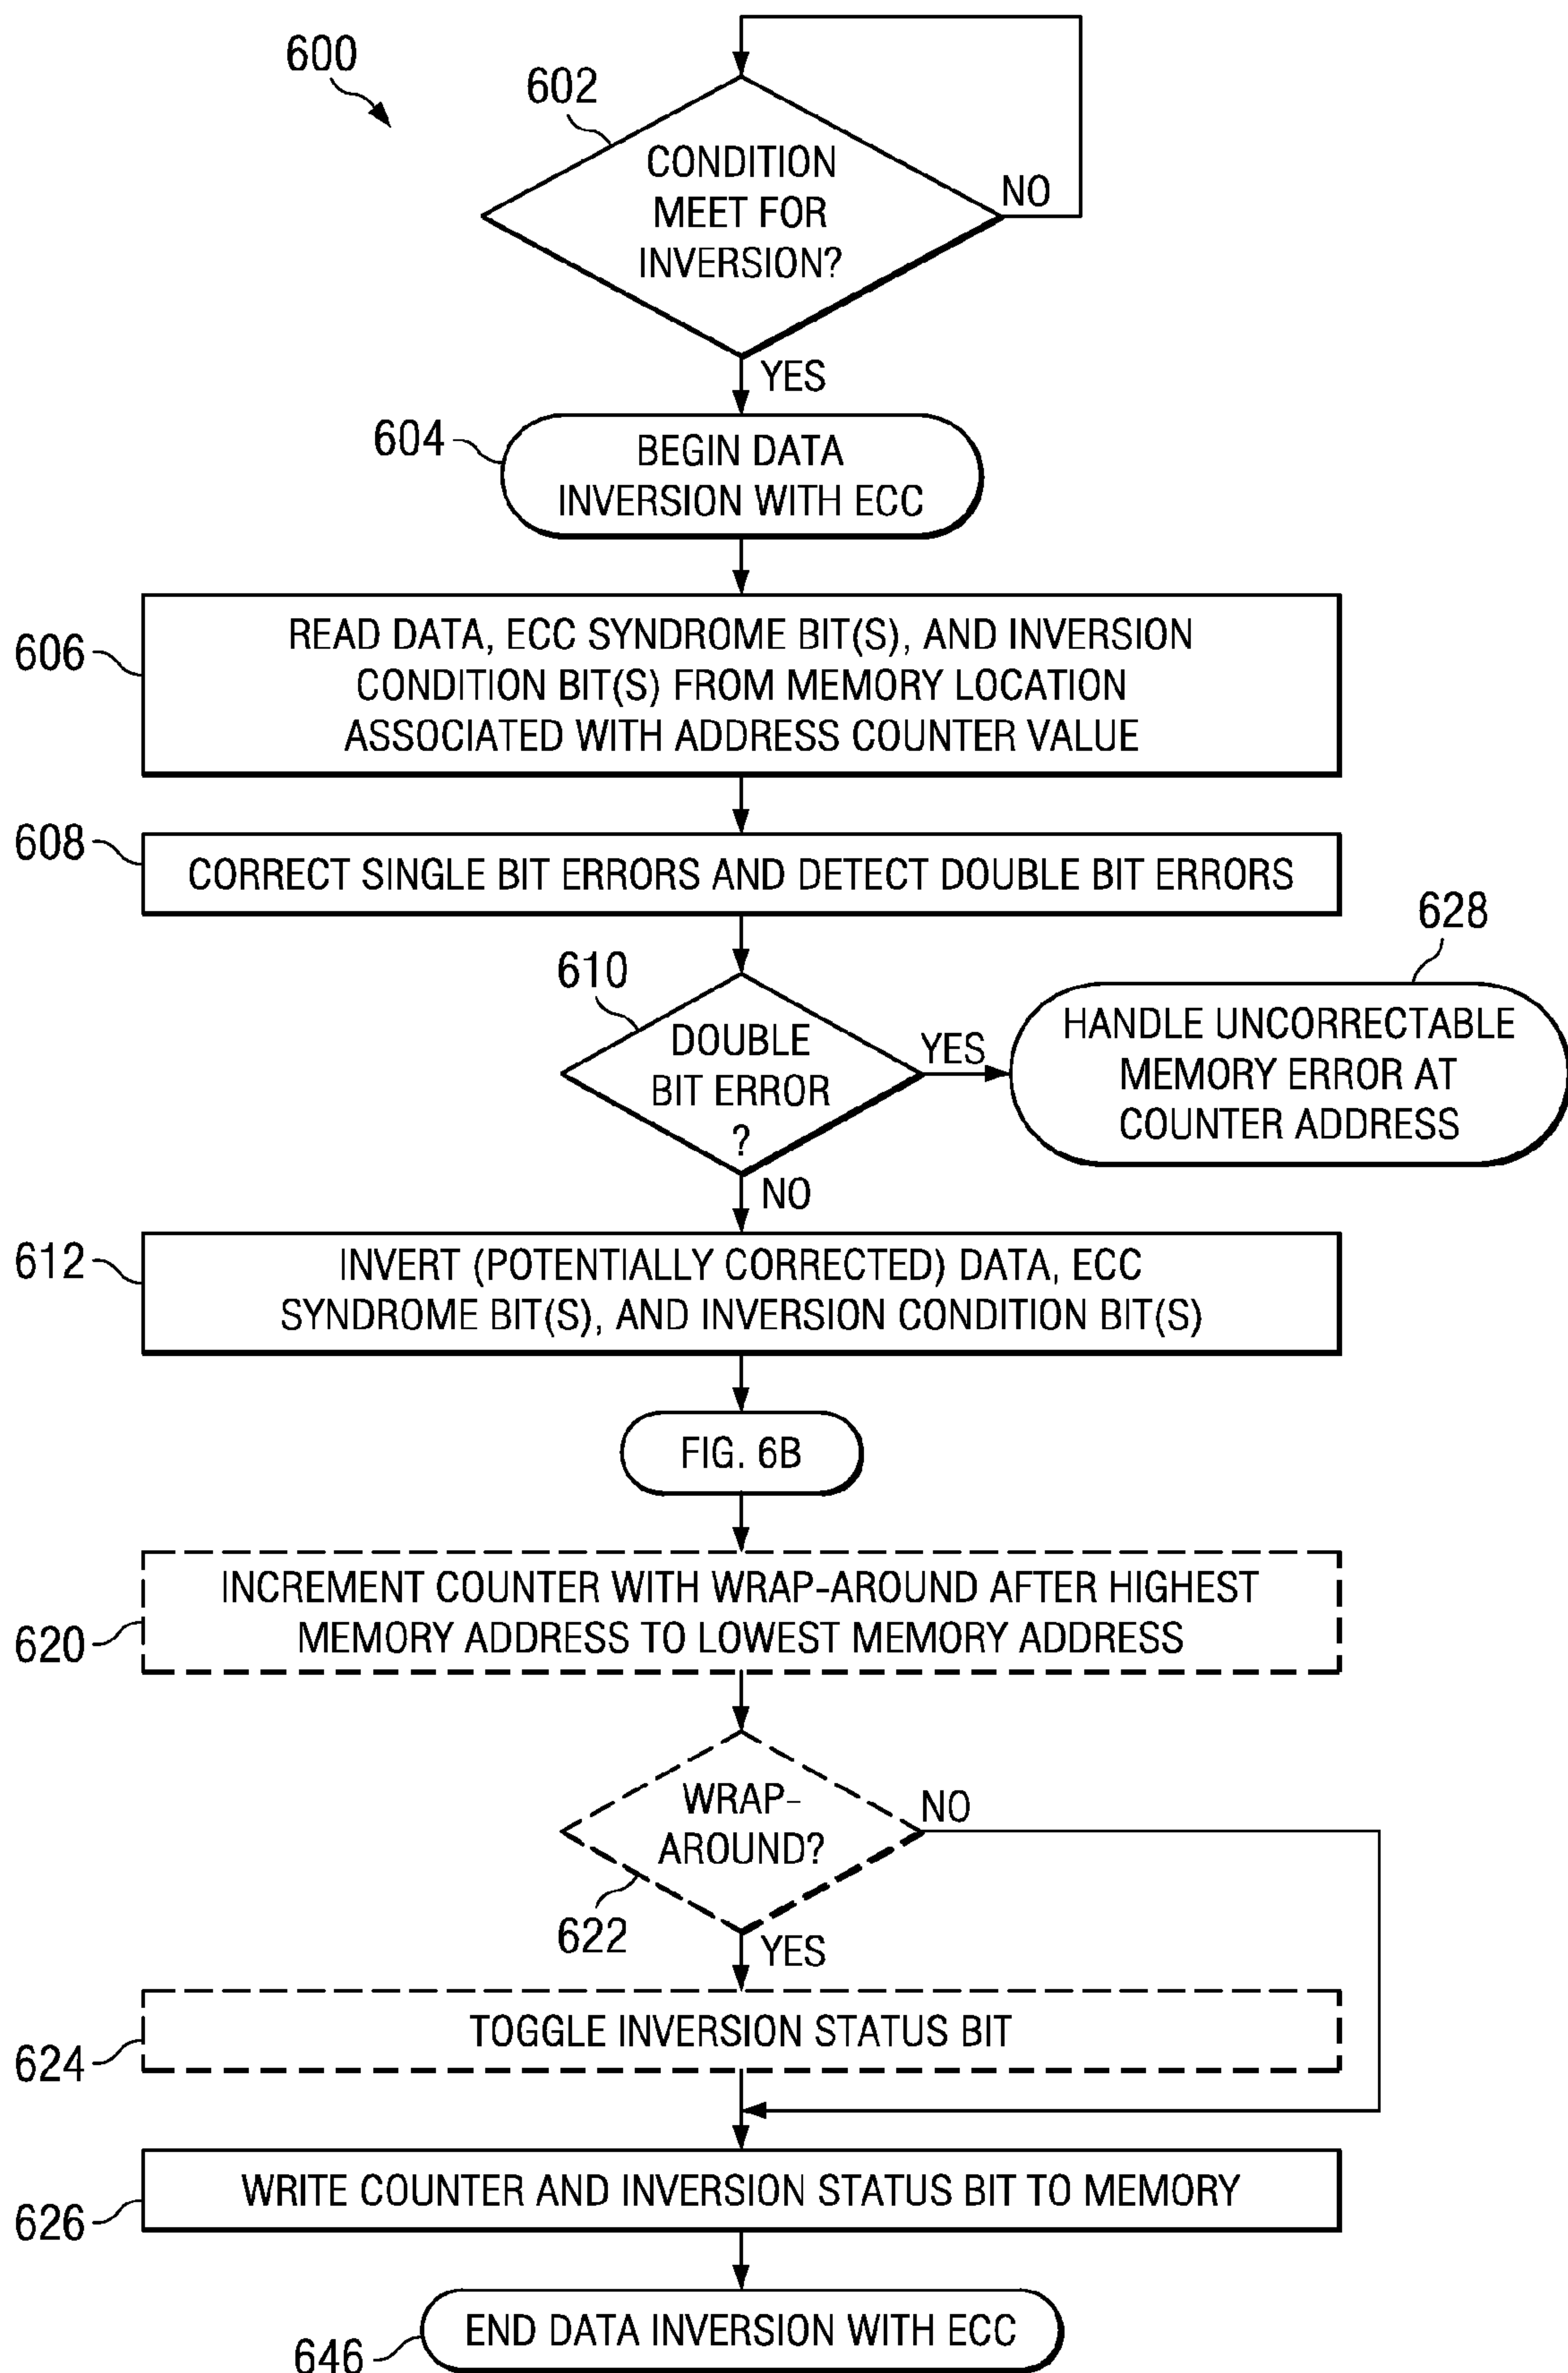 600
602
CONDITION
MEET FOR
INVERSION?
NO
YES
604
BEGIN DATA
INVERSION WITH ECC
606
READ DATA, ECC SYNDROME BIT(S), AND INVERSION
CONDITION BIT(S) FROM MEMORY LOCATION
ASSOCIATED WITH ADDRESS COUNTER VALUE
608
CORRECT SINGLE BIT ERRORS AND DETECT DOUBLE BIT ERRORS
628
610
DOUBLE
BIT ERROR
?
YES
HANDLE UNCORRECTABLE
MEMORY ERROR AT
COUNTER ADDRESS
NO
612
INVERT (POTENTIALLY CORRECTED) DATA, ECC
SYNDROME BIT(S), AND INVERSION CONDITION BIT(S)
FIG. 6B
INCREMENT COUNTER WITH WRAP-AROUND AFTER HIGHEST
MEMORY ADDRESS TO LOWEST MEMORY ADDRESS
620
WRAP-
AROUND?
NO
622
YES
TOGGLE INVERSION STATUS BIT
624
WRITE COUNTER AND INVERSION STATUS BIT TO MEMORY
626
END DATA INVERSION WITH ECC
646